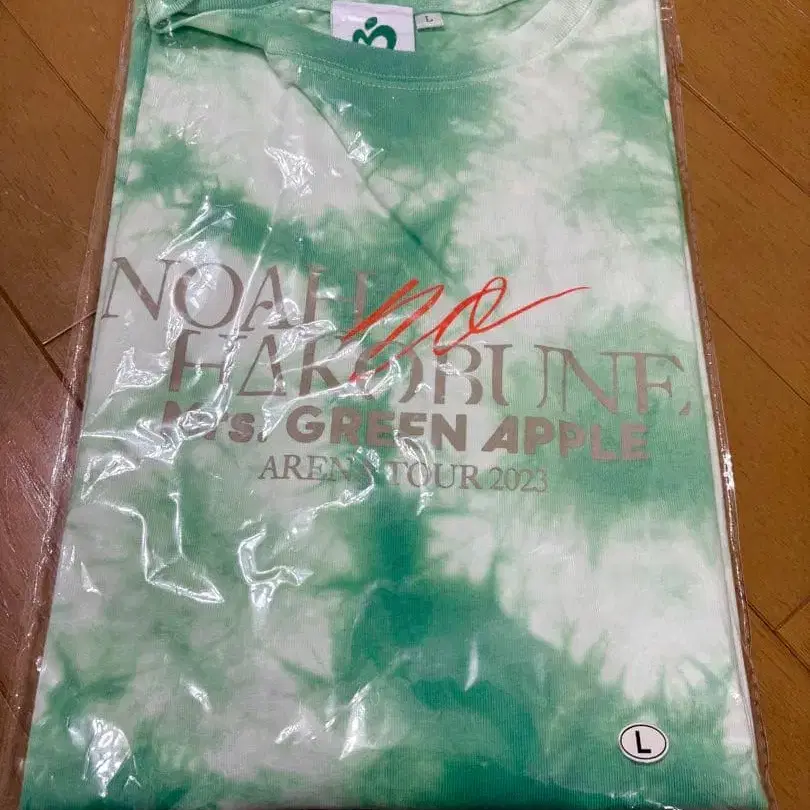 L
NOAH no
HAKOBUNE
Mrs. GREEN APPLE
ARENA TOUR 2023
L